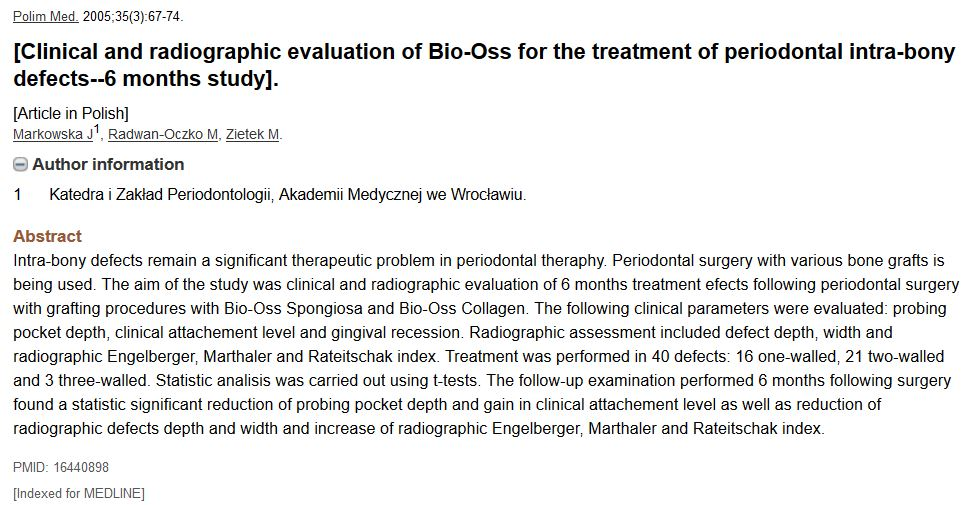 Polim Med. 2005;35(3):67-74.
[Clinical and radiographic evaluation of Bio-Oss for the treatment of periodontal intra-bony
defects--6 months study].
[Article in Polish]
Markowska J1, Radwan-Oczko M, Zietek M.
Author information
1 Katedra i Zakład Periodontologii, Akademii Medycznej we Wrocławiu.
Abstract
Intra-bony defects remain a significant therapeutic problem in periodontal theraphy. Periodontal surgery with various bone grafts is
being used. The aim of the study was clinical and radiographic evaluation of 6 months treatment efects following periodontal surgery
with grafting procedures with Bio-Oss Spongiosa and Bio-Oss Collagen. The following clinical parameters were evaluated: probing
pocket depth, clinical attachement level and gingival recession. Radiographic assessment included defect depth, width and
radiographic Engelberger, Marthaler and Rateitschak index. Treatment was performed in 40 defects: 16 one-walled, 21 two-walled
and 3 three-walled. Statistic analisis was carried out using t-tests. The follow-up examination performed 6 months following surgery
found a statistic significant reduction of probing pocket depth and gain in clinical attachement level as well as reduction of
radiographic defects depth and width and increase of radiographic Engelberger, Marthaler and Rateitschak index.
PMID: 16440898
[Indexed for MEDLINE]